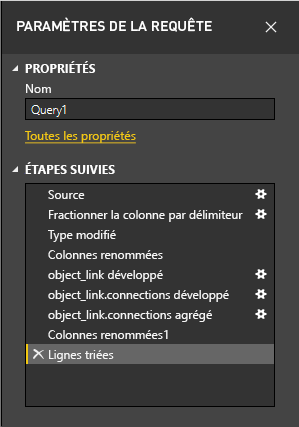 PARAMÈTRES DE LA REQUÊTE
PROPRIÉTÉS
Nom
Query1
Toutes les propriétés
ÉTAPES SUIVIES
Source
Fractionner la colonne par délimiteur
Type modifié
Colonnes renommées
object_link développé
object_link.connections développé
object_link.connections agrégé
Colonnes renommées1
Lignes triées